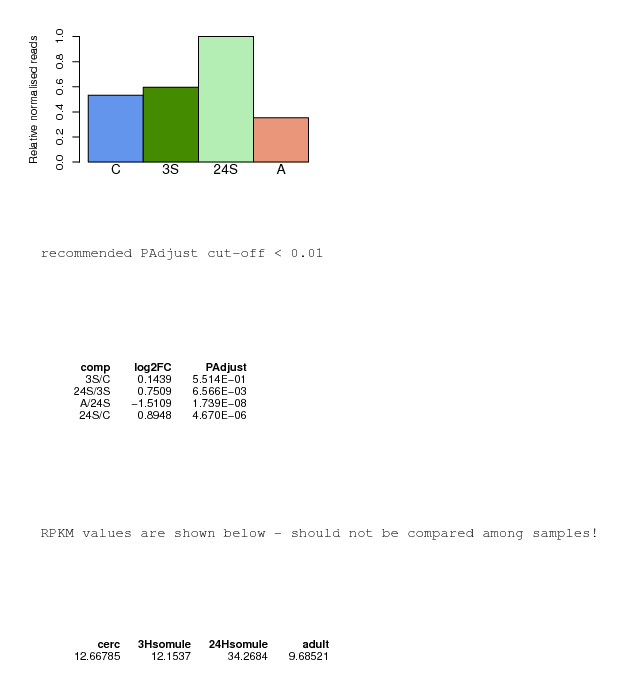 Relative normalised reads
1.0
0.8
0.6
0.4
0.2
0.0
C 3S 24S A
recommended PAdjust cut-off < 0.01
comp log2FC PAdjust
3S/C 0.1439 5.514E-01
24S/3S 0.7509 6.566E-03
A/24S -1.5109 1.739E-08
24S/C 0.8948 4.670E-06
RPKM values are shown below - should not be compared among samples!
cerc 3Hsomule 24Hsomule adult
12.66785 12.1537 34.2684 9.68521